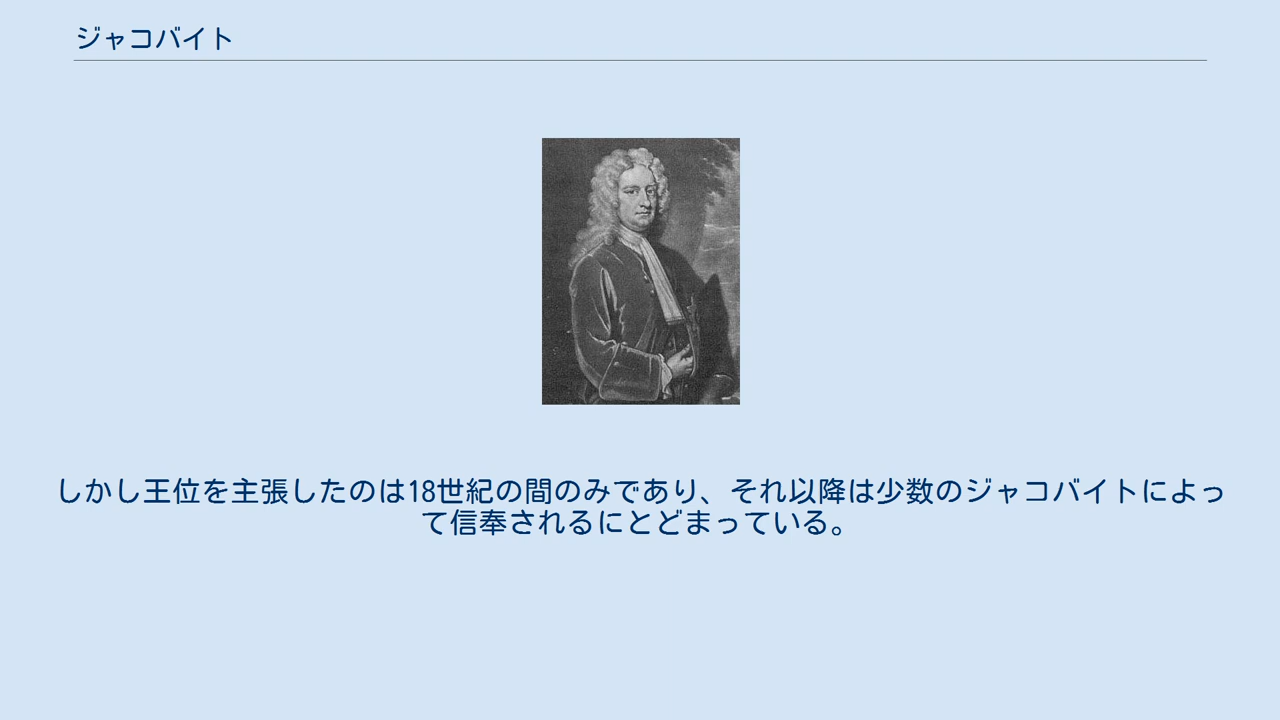 ジャコバイト
しかし王位を主張したのは18世紀の間のみであり、それ以降は少数のジャコバイトによっ
て信奉されるにとどまっている。